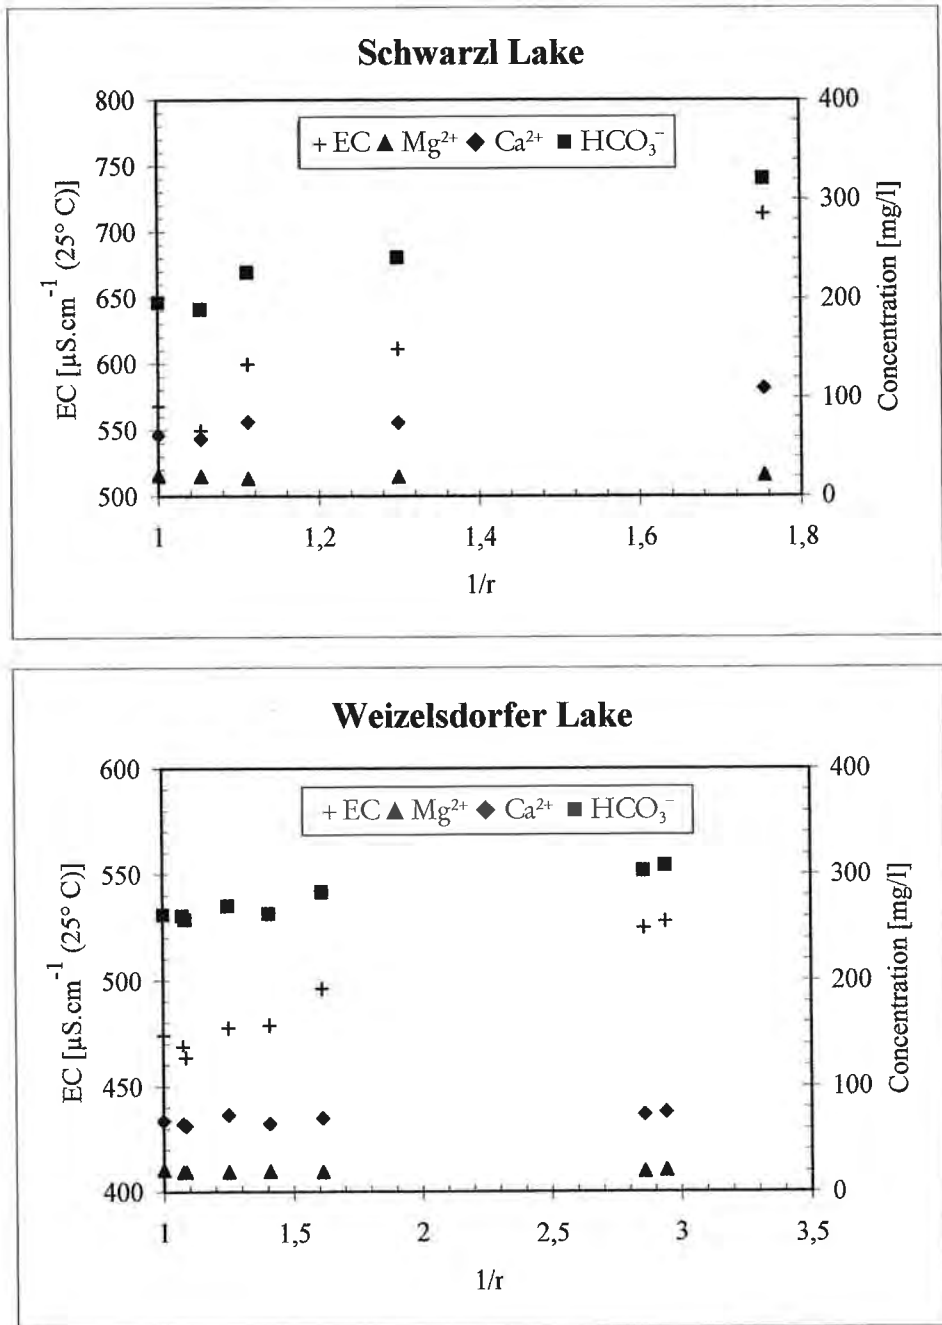 Schwarzl Lake
+ EC ▲ Mg²⁺ ◆ Ca²⁺ ■ HCO₃⁻
EC [µS.cm⁻¹ (25° C)]
800
750
700
650
600
550
500
400
300
200
100
0
Concentration [mg/l]
1 1,2 1,4 1,6 1,8
1/r
Weizelsdorfer Lake
+ EC ▲ Mg²⁺ ◆ Ca²⁺ ■ HCO₃⁻
EC [µS.cm⁻¹ (25° C)]
600
550
500
450
400
400
300
200
100
0
Concentration [mg/l]
1 1,5 2 2,5 3 3,5
1/r